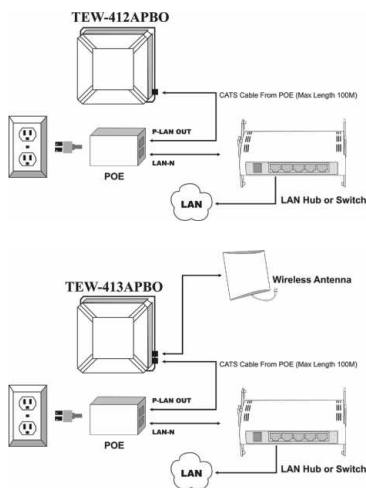 TEW-412APBO
CAT5 Cable From POE (Max Length 100M)
P-LAN OUT
LAN-N
POE
LAN
LAN Hub or Switch
TEW-413APBO
Wireless Antenna
CAT5 Cable From POE (Max Length 100M)
P-LAN OUT
LAN-N
POE
LAN
LAN Hub or Switch